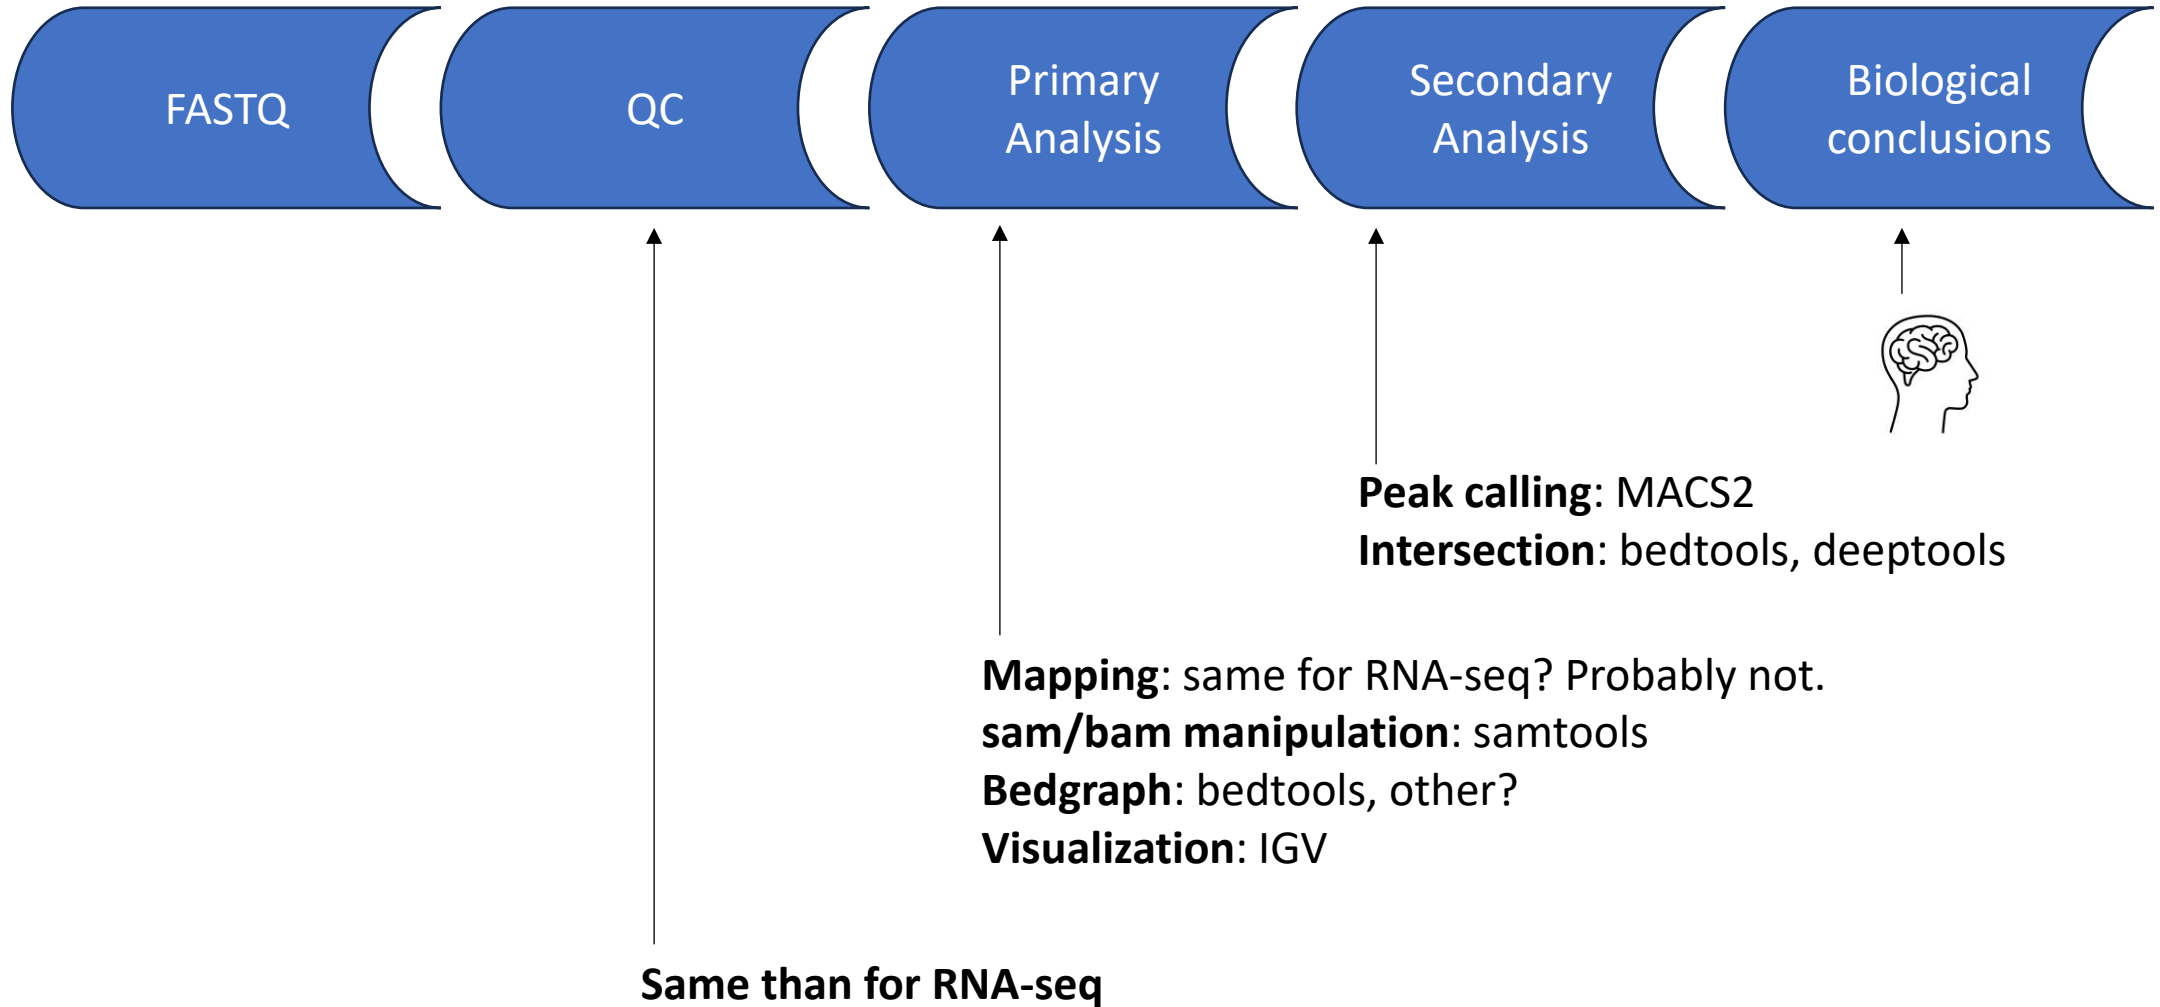 FASTQ
QC
Primary
Analysis
Secondary
Analysis
Biological
conclusions
Peak calling: MACS2
Intersection: bedtools, deeptools
Mapping: same for RNA-seq? Probably not.
sam/bam manipulation: samtools
Bedgraph: bedtools, other?
Visualization: IGV
Same than for RNA-seq